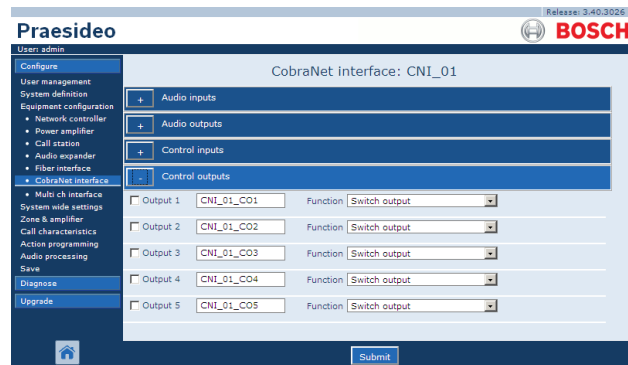 Release: 3.40.3026
Praesideo
BOSCH
User: admin
Configure
User management
System definition
Equipment configuration
• Network controller
• Power amplifier
• Call station
• Audio expander
• Fiber interface
• CobraNet interface
• Multi ch interface
System wide settings
Zone & amplifier
Call characteristics
Action programming
Audio processing
Save
Diagnose
Upgrade
CobraNet interface: CNI_01
+ Audio inputs
+ Audio outputs
+ Control inputs
- Control outputs
Output 1 CNI_01_CO1 Function Switch output
Output 2 CNI_01_CO2 Function Switch output
Output 3 CNI_01_CO3 Function Switch output
Output 4 CNI_01_CO4 Function Switch output
Output 5 CNI_01_CO5 Function Switch output
Submit